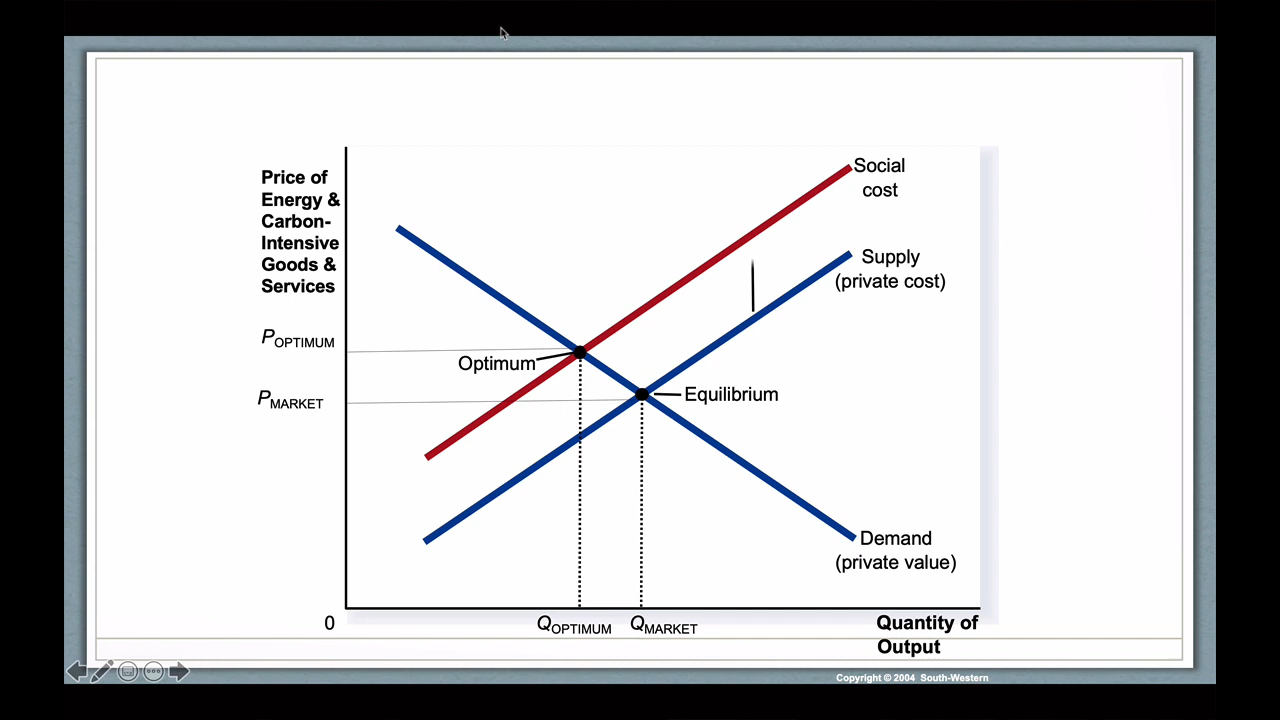 Price of
Energy &
Carbon-
Intensive
Goods &
Services
Social
cost
Supply
(private cost)
POPTIMUM
Optimum
PMARKET
Equilibrium
Demand
(private value)
0
QOPTIMUM
QMARKET
Quantity of
Output
Copyright © 2004 South-Western